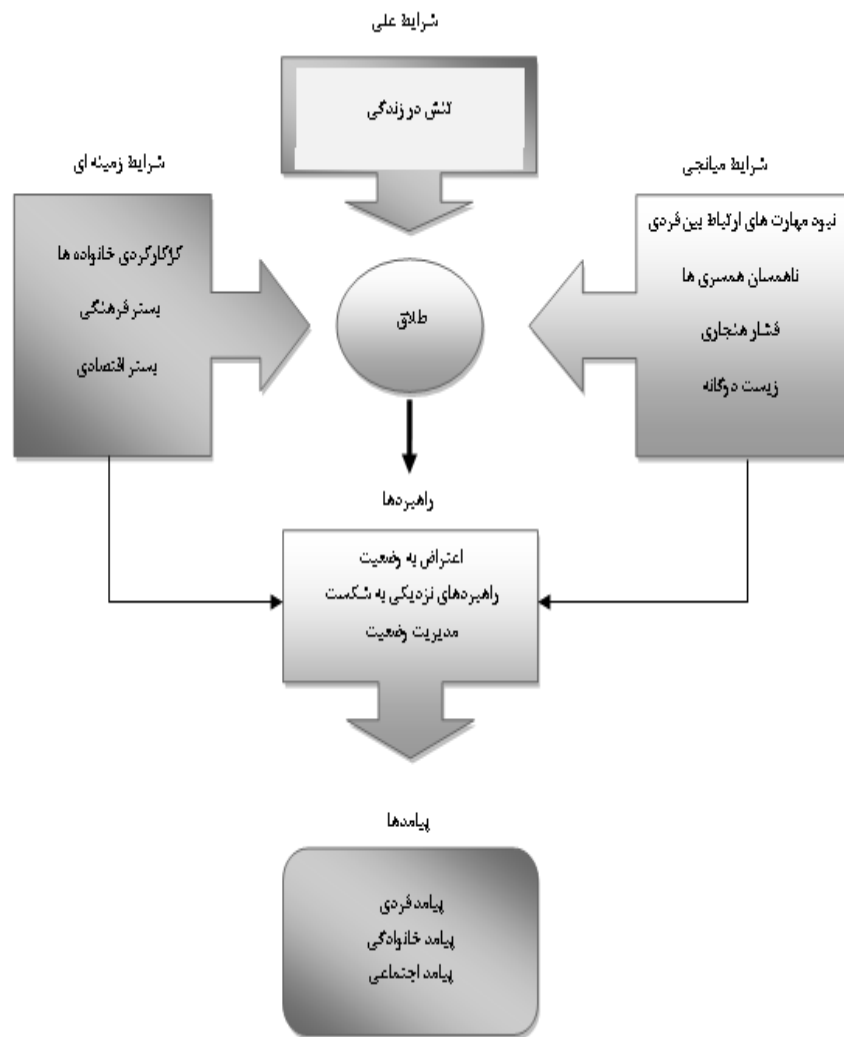 شرایط علی
تنش در زندگی
شرایط میانجی
نبود مهارت های ارتباط بین فردی
ناهمسان همسری ها
فشار هنجاری
زیست دوگانه
شرایط زمینه ای
کژکارکردی خانواده ها
بستر فرهنگی
بستر اقتصادی
طلاق
راهبردها
اعتراض به وضعیت
راهبردهای نزدیکی به شکست
مدیریت وضعیت
پیامدها
پیامد فردی
پیامد خانوادگی
پیامد اجتماعی